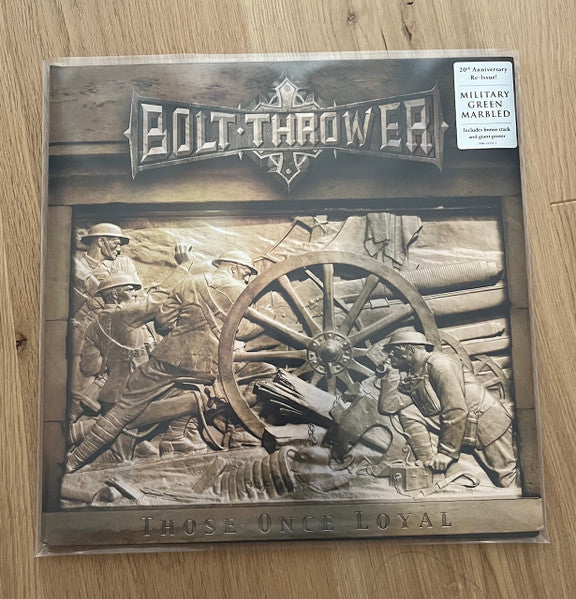 BOLT·THROWER
20th Anniversary
Re-Issue!
MILITARY
GREEN
MARBLED
Includes bonus track
and giant poster
THOSE ONCE LOYAL